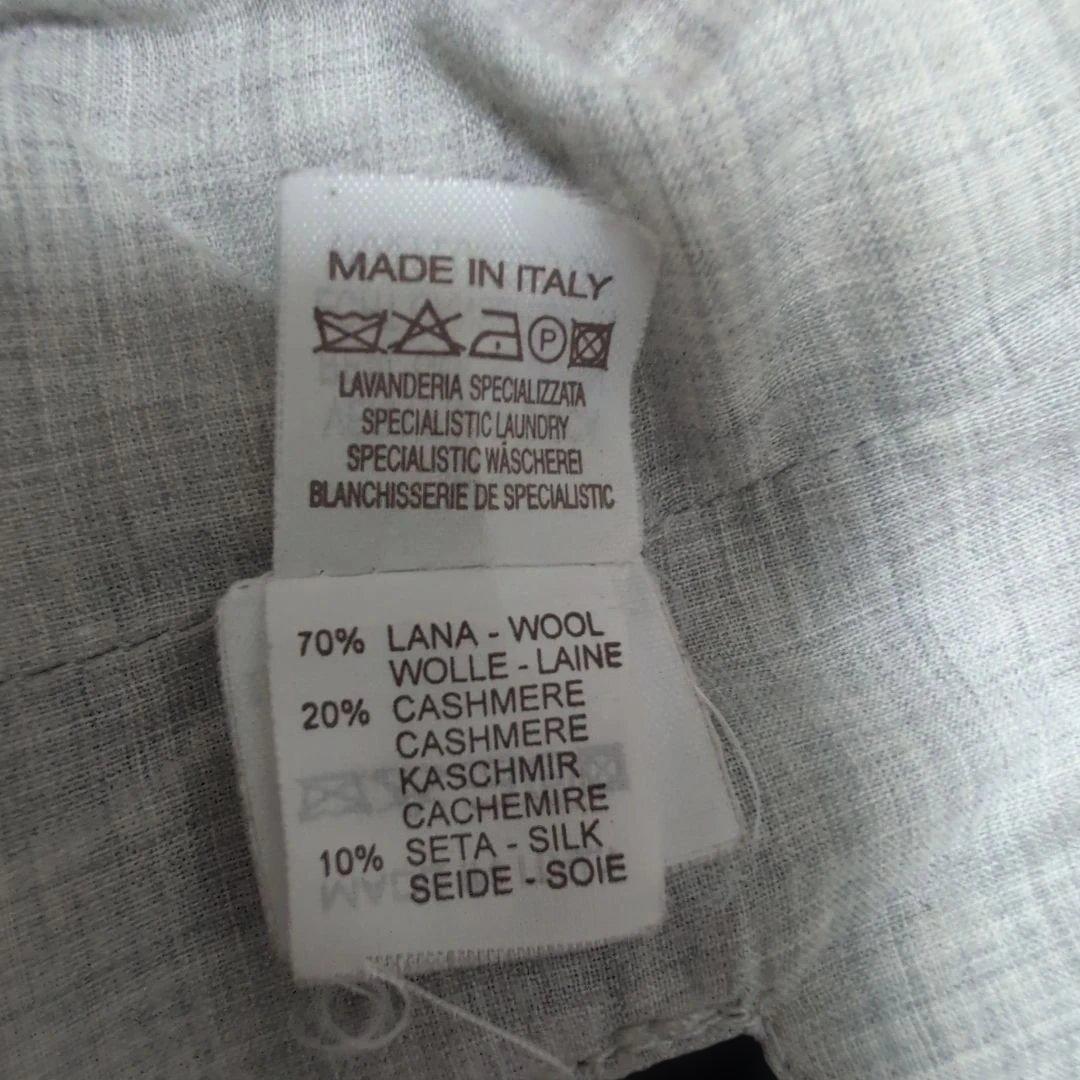 MADE IN ITALY
P
LAVANDERIA SPECIALIZZATA
SPECIALISTIC LAUNDRY
SPECIALISTIC WÄSCHEREI
BLANCHISSERIE DE SPECIALISTIC
70% LANA - WOOL
WOLLE - LAINE
20% CASHMERE
CASHMERE
KASCHMIR
CACHEMIRE
10% SETA - SILK
SEIDE - SOIE